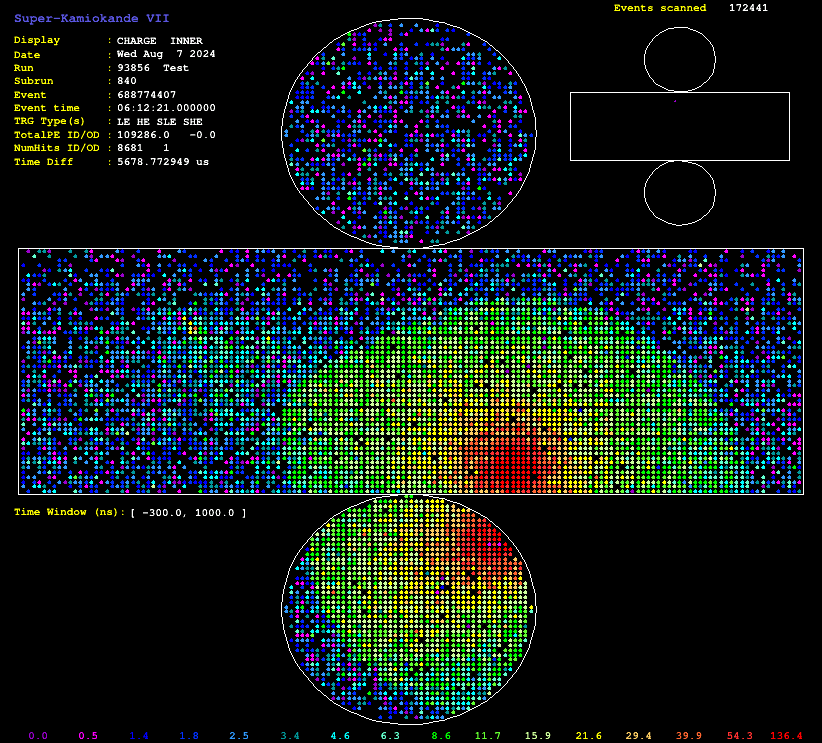 Super-Kamiokande VII
Events scanned 172441
Display : CHARGE INNER
Date : Wed Aug 7 2024
Run : 93856 Test
Subrun : 840
Event : 688774407
Event time : 06:12:21.000000
TRG Type(s) : LE HE SLE SHE
TotalPE ID/OD : 109286.0 -0.0
NumHits ID/OD : 8681 1
Time Diff : 5678.772949 us
Time Window (ns): [ -300.0, 1000.0 ]
0.0 0.5 1.4 1.8 2.5 3.4 4.6 6.3 8.6 11.7 15.9 21.6 29.4 39.9 54.3 136.4